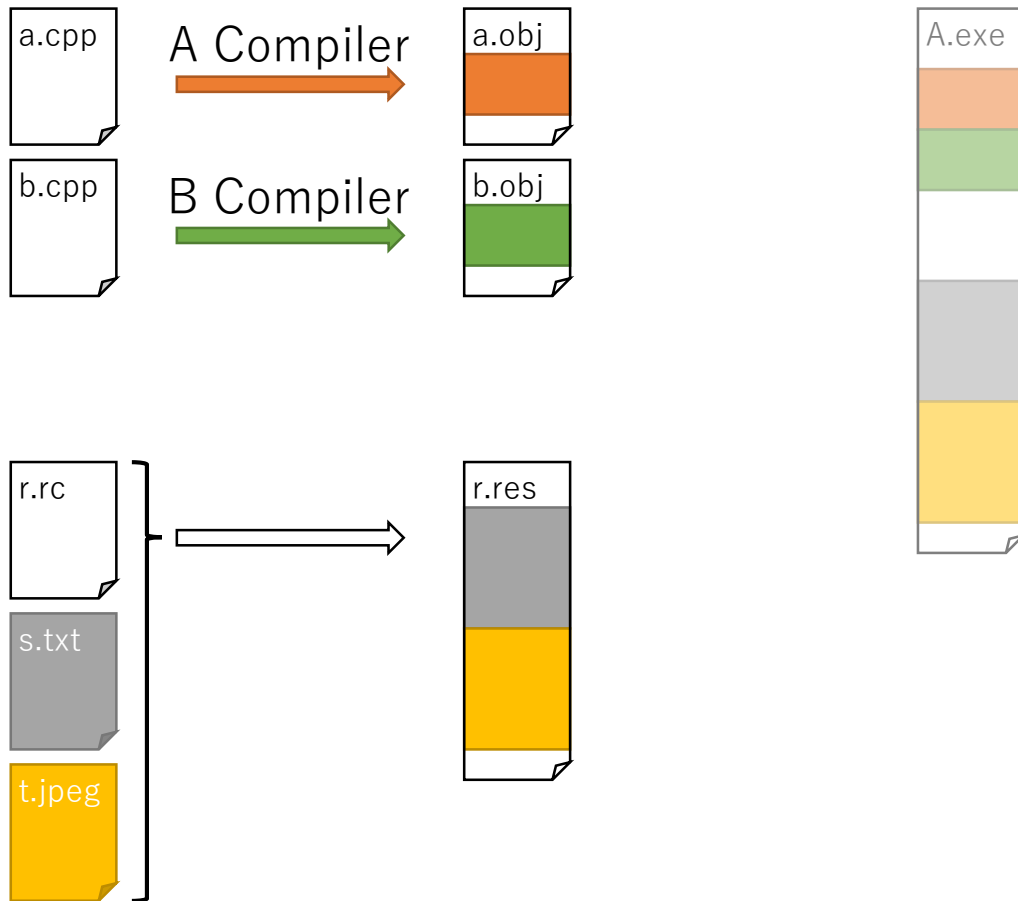 a.cpp
A Compiler
a.obj
A.exe
b.cpp
B Compiler
b.obj
r.rc
r.res
s.txt
t.jpeg